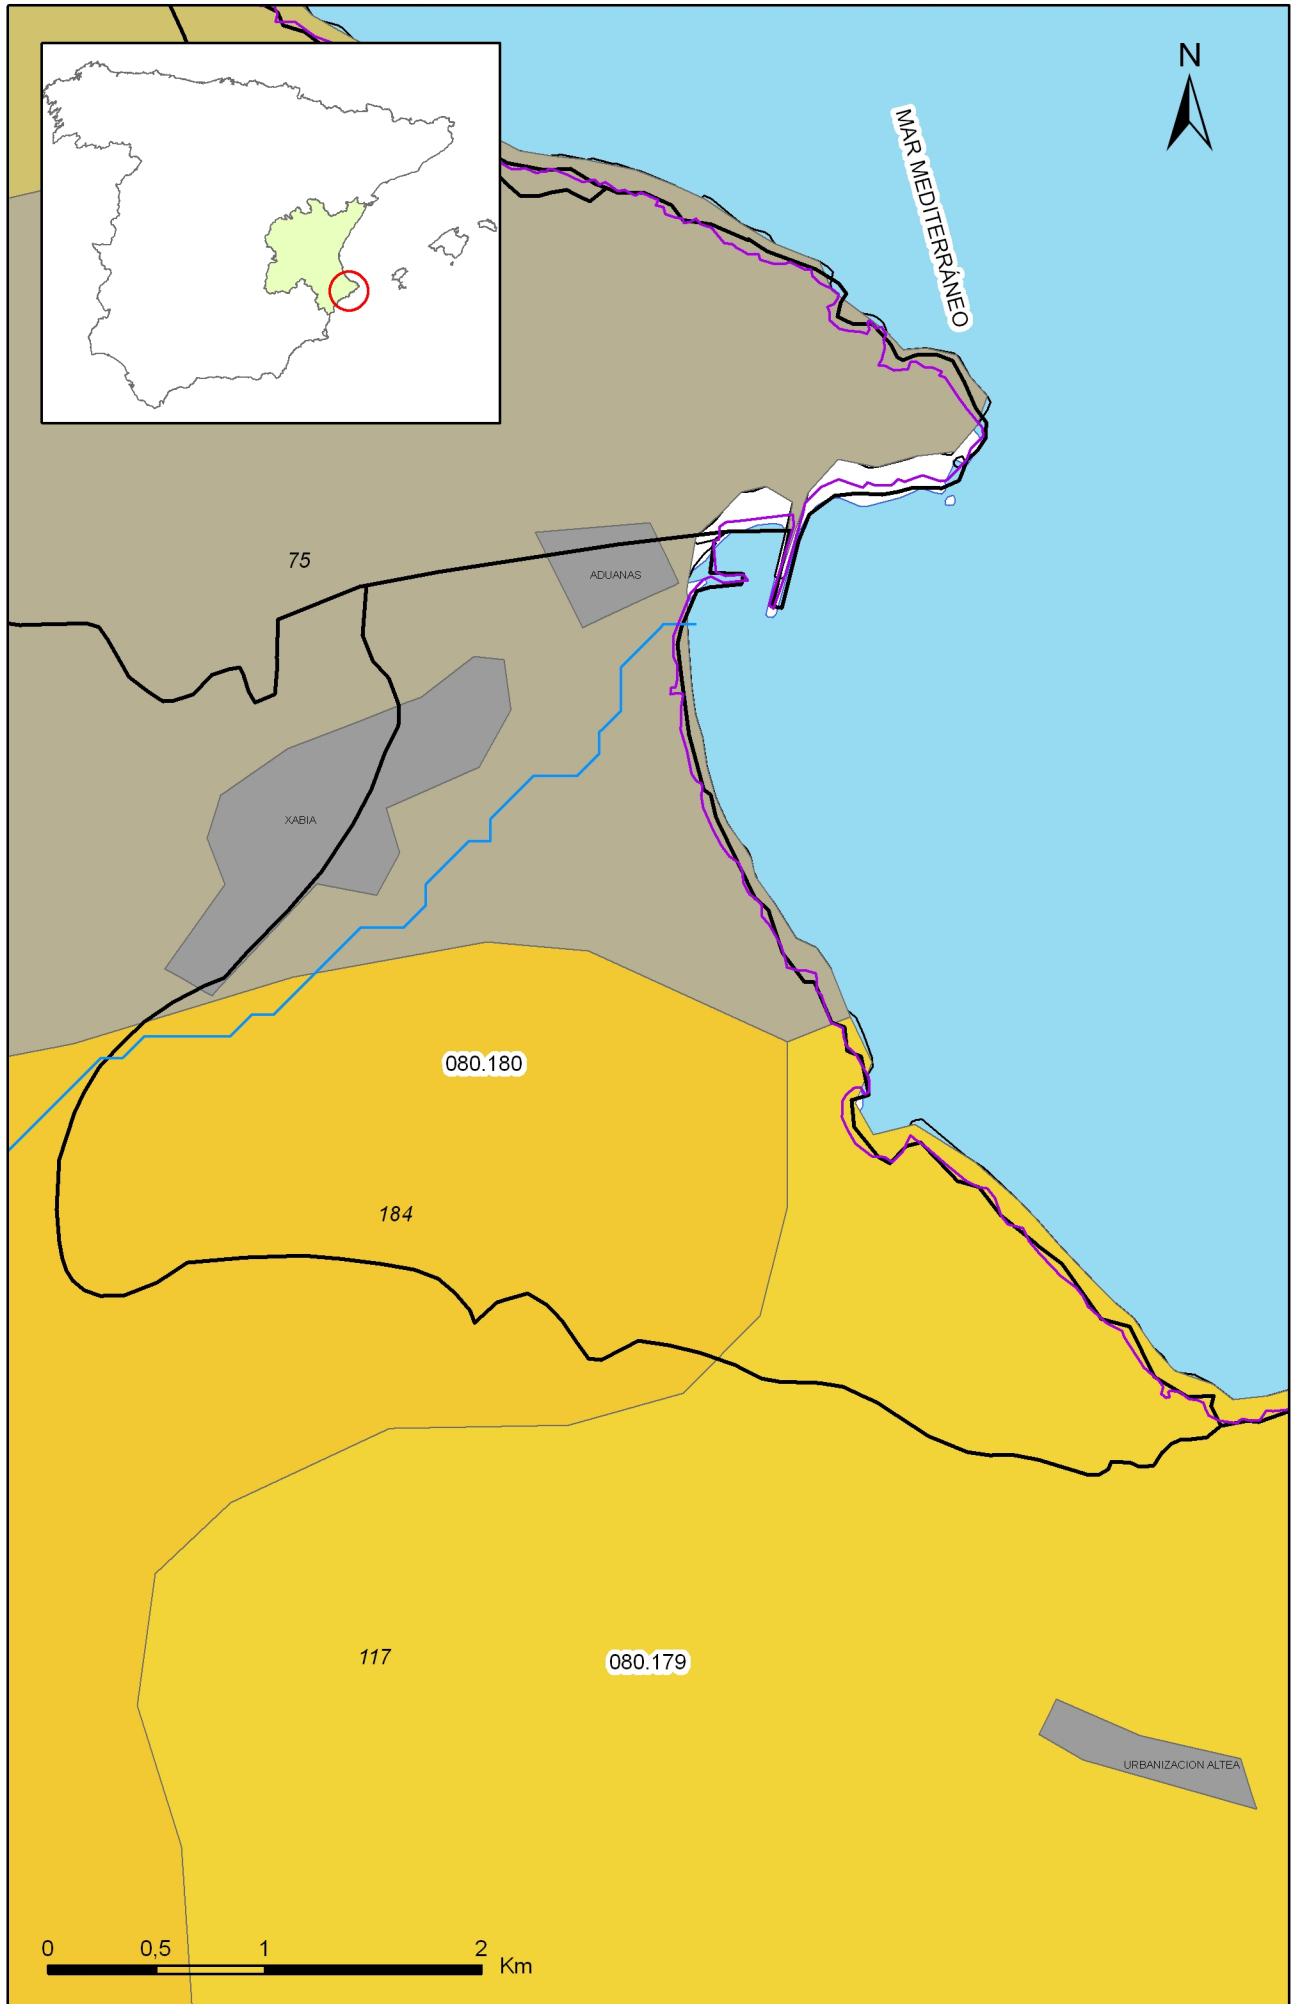 N
MAR MEDITERRÁNEO
75
ADUANAS
XABIA
080.180
184
117
080.179
URBANIZACION ALTEA
0 0,5 1 2 Km